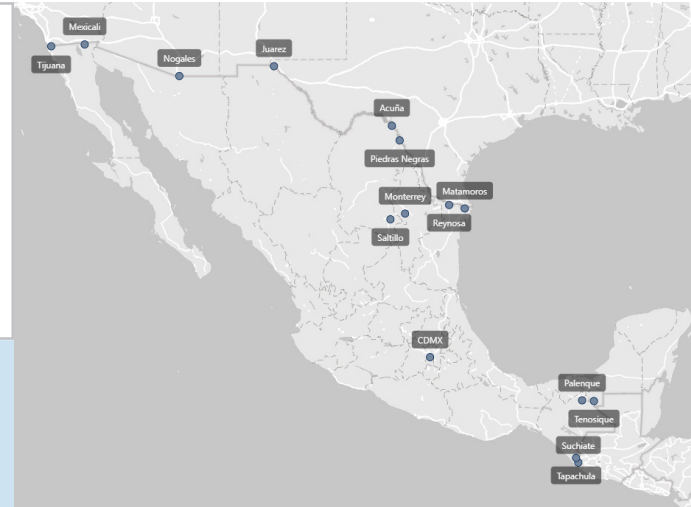 Mexicali
Tijuana
Nogales
Juarez
Acuña
Piedras Negras
Monterrey
Matamoros
Reynosa
Saltillo
CDMX
Palenque
Tenosique
Suchiate
Tapachula